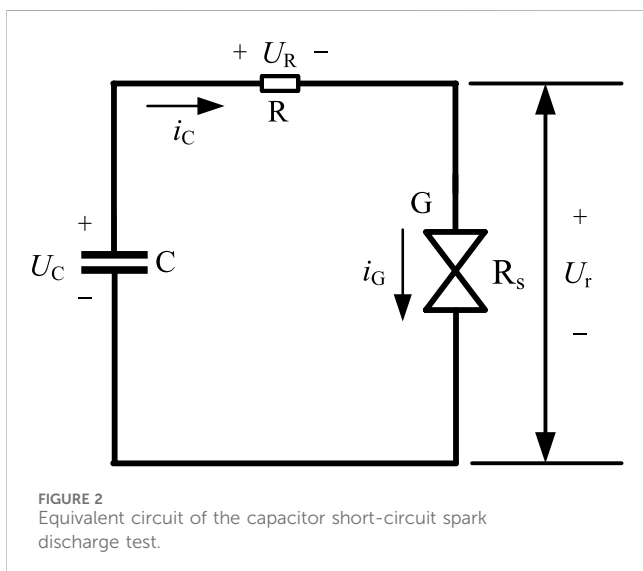 + U_R −
R
i_C
G
+
+
U_C
C
i_G
R_s
U_r
−
−
FIGURE 2
Equivalent circuit of the capacitor short-circuit spark
discharge test.